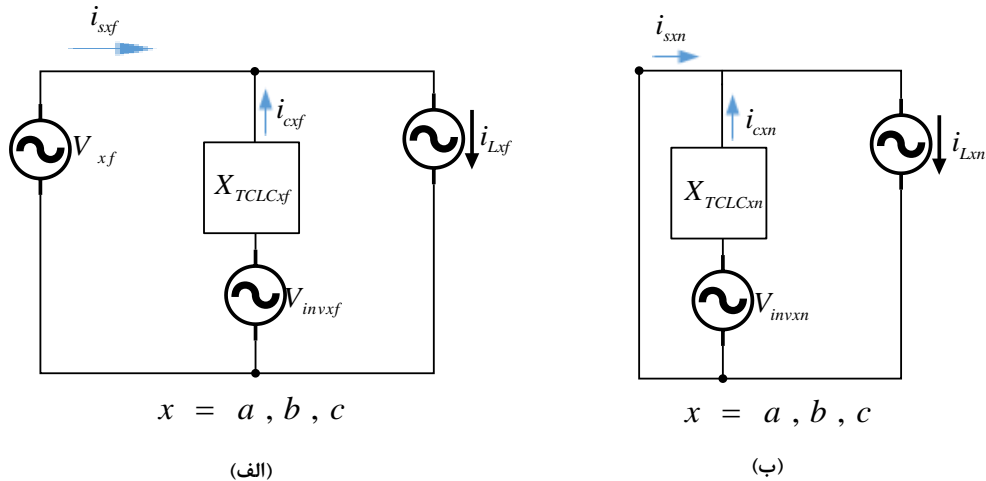 i_sxf
V_xf
i_cxf
X_TCLCxf
V_invxf
i_Lxf
x = a , b , c
(الف)
i_sxn
i_cxn
X_TCLCxn
V_invxn
i_Lxn
x = a , b , c
(ب)